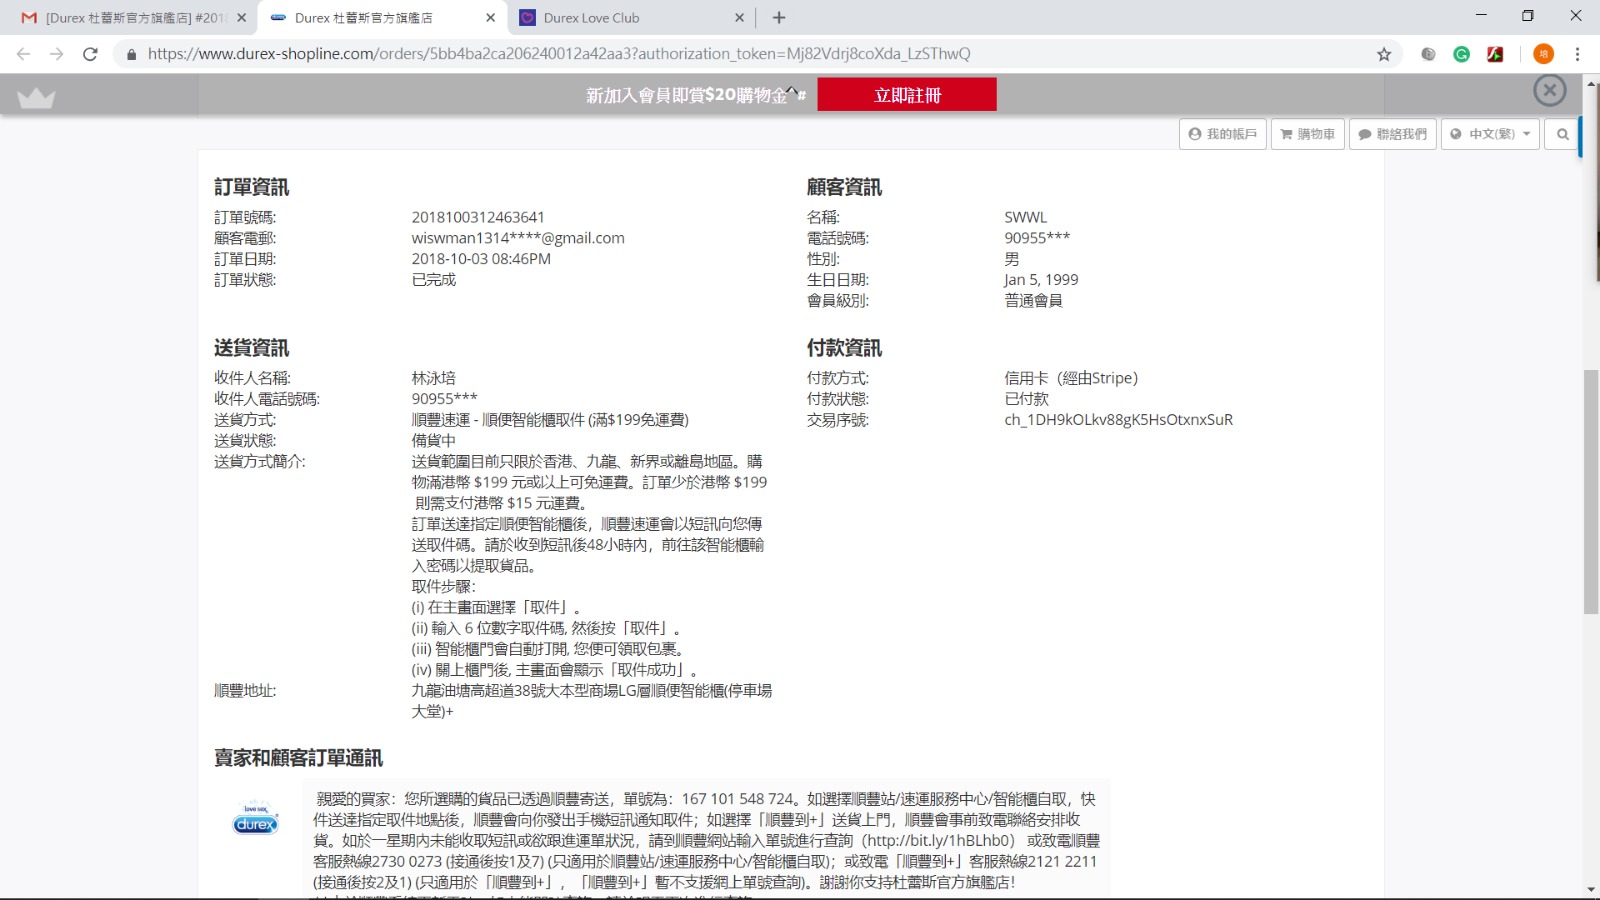 [Durex 杜蕾斯官方旗艦店] #201
Durex 杜蕾斯官方旗艦店
Durex Love Club
https://www.durex-shopline.com/orders/5bb4ba2ca206240012a42aa3?authorization_token=Mj82Vdrj8coXda_LzSThwQ
培
新加入會員即賞$20購物金^#
立即註冊
我的帳戶
購物車
聯絡我們
中文(繁)
訂單資訊
訂單號碼: 2018100312463641
顧客電郵: wiswman1314****@gmail.com
訂單日期: 2018-10-03 08:46PM
訂單狀態: 已完成
顧客資訊
名稱: SWWL
電話號碼: 90955***
性別: 男
生日日期: Jan 5, 1999
會員級別: 普通會員
送貨資訊
收件人名稱: 林泳培
收件人電話號碼: 90955***
送貨方式: 順豐速運 - 順便智能櫃取件 (滿$199免運費)
送貨狀態: 備貨中
送貨方式簡介: 送貨範圍目前只限於香港、九龍、新界或離島地區。購
物滿港幣 $199 元或以上可免運費。訂單少於港幣 $199
則需支付港幣 $15 元運費。
訂單送達指定順便智能櫃後，順豐速運會以短訊向您傳
送取件碼。請於收到短訊後48小時內，前往該智能櫃輸
入密碼以提取貨品。
取件步驟：
(i) 在主畫面選擇「取件」。
(ii) 輸入 6 位數字取件碼, 然後按「取件」。
(iii) 智能櫃門會自動打開, 您便可領取包裹。
(iv) 關上櫃門後, 主畫面會顯示「取件成功」。
順豐地址: 九龍油塘高超道38號大本型商場LG層順便智能櫃(停車場
大堂)+
付款資訊
付款方式: 信用卡（經由Stripe）
付款狀態: 已付款
交易序號: ch_1DH9kOLkv88gK5HsOtxnxSuR
賣家和顧客訂單通訊
love sex
durex
親愛的買家：您所選購的貨品已透過順豐寄送，單號為：167 101 548 724。如選擇順豐站/速運服務中心/智能櫃自取，快
件送達指定取件地點後，順豐會向你發出手機短訊通知取件；如選擇「順豐到+」送貨上門，順豐會事前致電聯絡安排收
貨。如於一星期內未能收取短訊或欲跟進運單狀況，請到順豐網站輸入單號進行查詢（http://bit.ly/1hBLhb0） 或致電順豐
客服熱線2730 0273 (接通後按1及7) (只適用於順豐站/速運服務中心/智能櫃自取)；或致電「順豐到+」客服熱線2121 2211
(接通後按2及1) (只適用於「順豐到+」，「順豐到+」暫不支援網上單號查詢)。謝謝你支持杜蕾斯官方旗艦店！